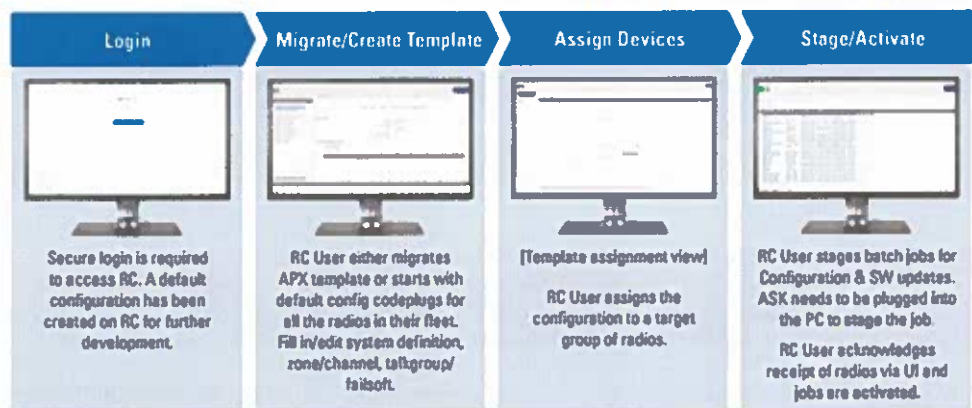 Login
Migrate/Create Template
Assign Devices
Stage/Activate
Secure login is required
to access RC. A default
configuration has been
created on RC for further
development.
RC User either migrates
APX template or starts with
default config codeplugs for
all the radios in their fleet.
Fill in/edit system definition,
zone/channel, talkgroup/
failsoft.
[Template assignment view]
RC User assigns the
configuration to a target
group of radios.
RC User stages batch jobs for
Configuration & SW updates.
ASK needs to be plugged into
the PC to stage the job.
RC User acknowledges
receipt of radios via UI and
jobs are activated.